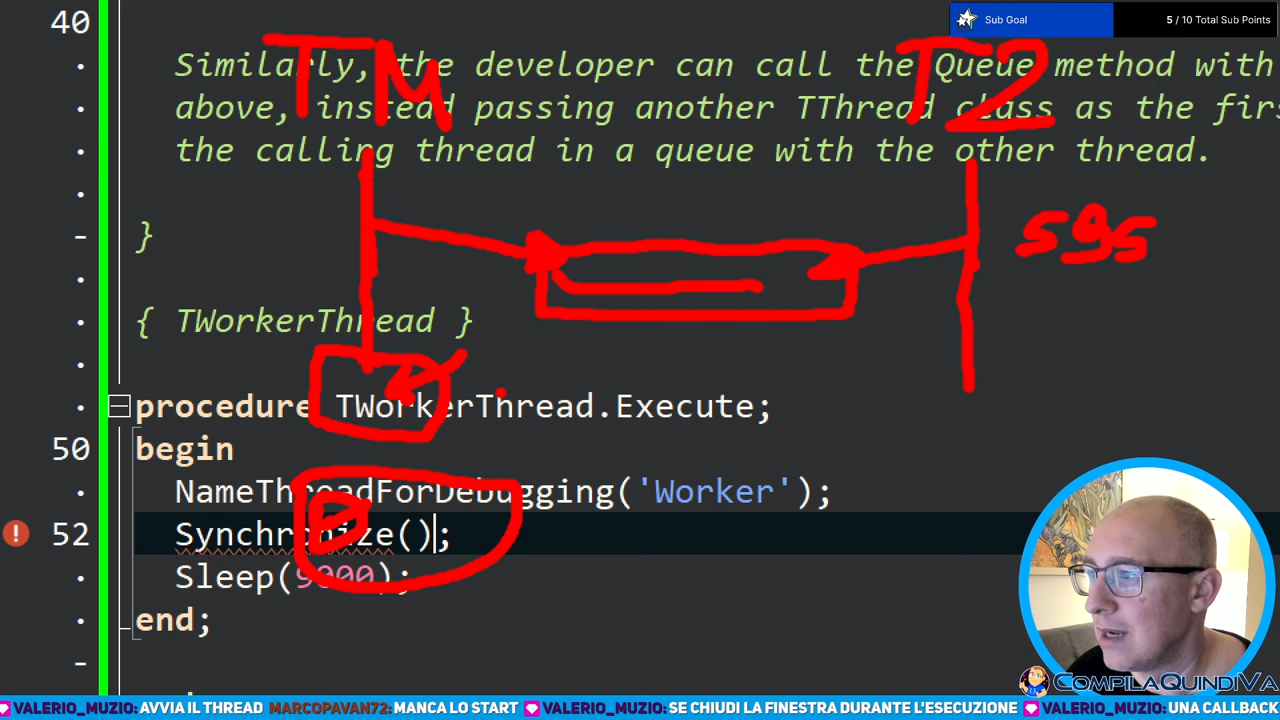 Sub Goal
5 / 10 Total Sub Points
40
TM
T2
Similarly, the developer can call the Queue method with
above, instead passing another TThread class as the firs
the calling thread in a queue with the other thread.
}
595
{ TWorkerThread }
procedure TWorkerThread.Execute;
50 begin
NameThreadForDebugging('Worker');
52 Synchronize();
Sleep(9000);
end;
COMPILAQUINDIVA
VALERIO_MUZIO: AVVIA IL THREAD MARCOPAVAN72: MANCA LO START VALERIO_MUZIO: SE CHIUDI LA FINESTRA DURANTE L'ESECUZIONE VALERIO_MUZIO: UNA CALLBACK